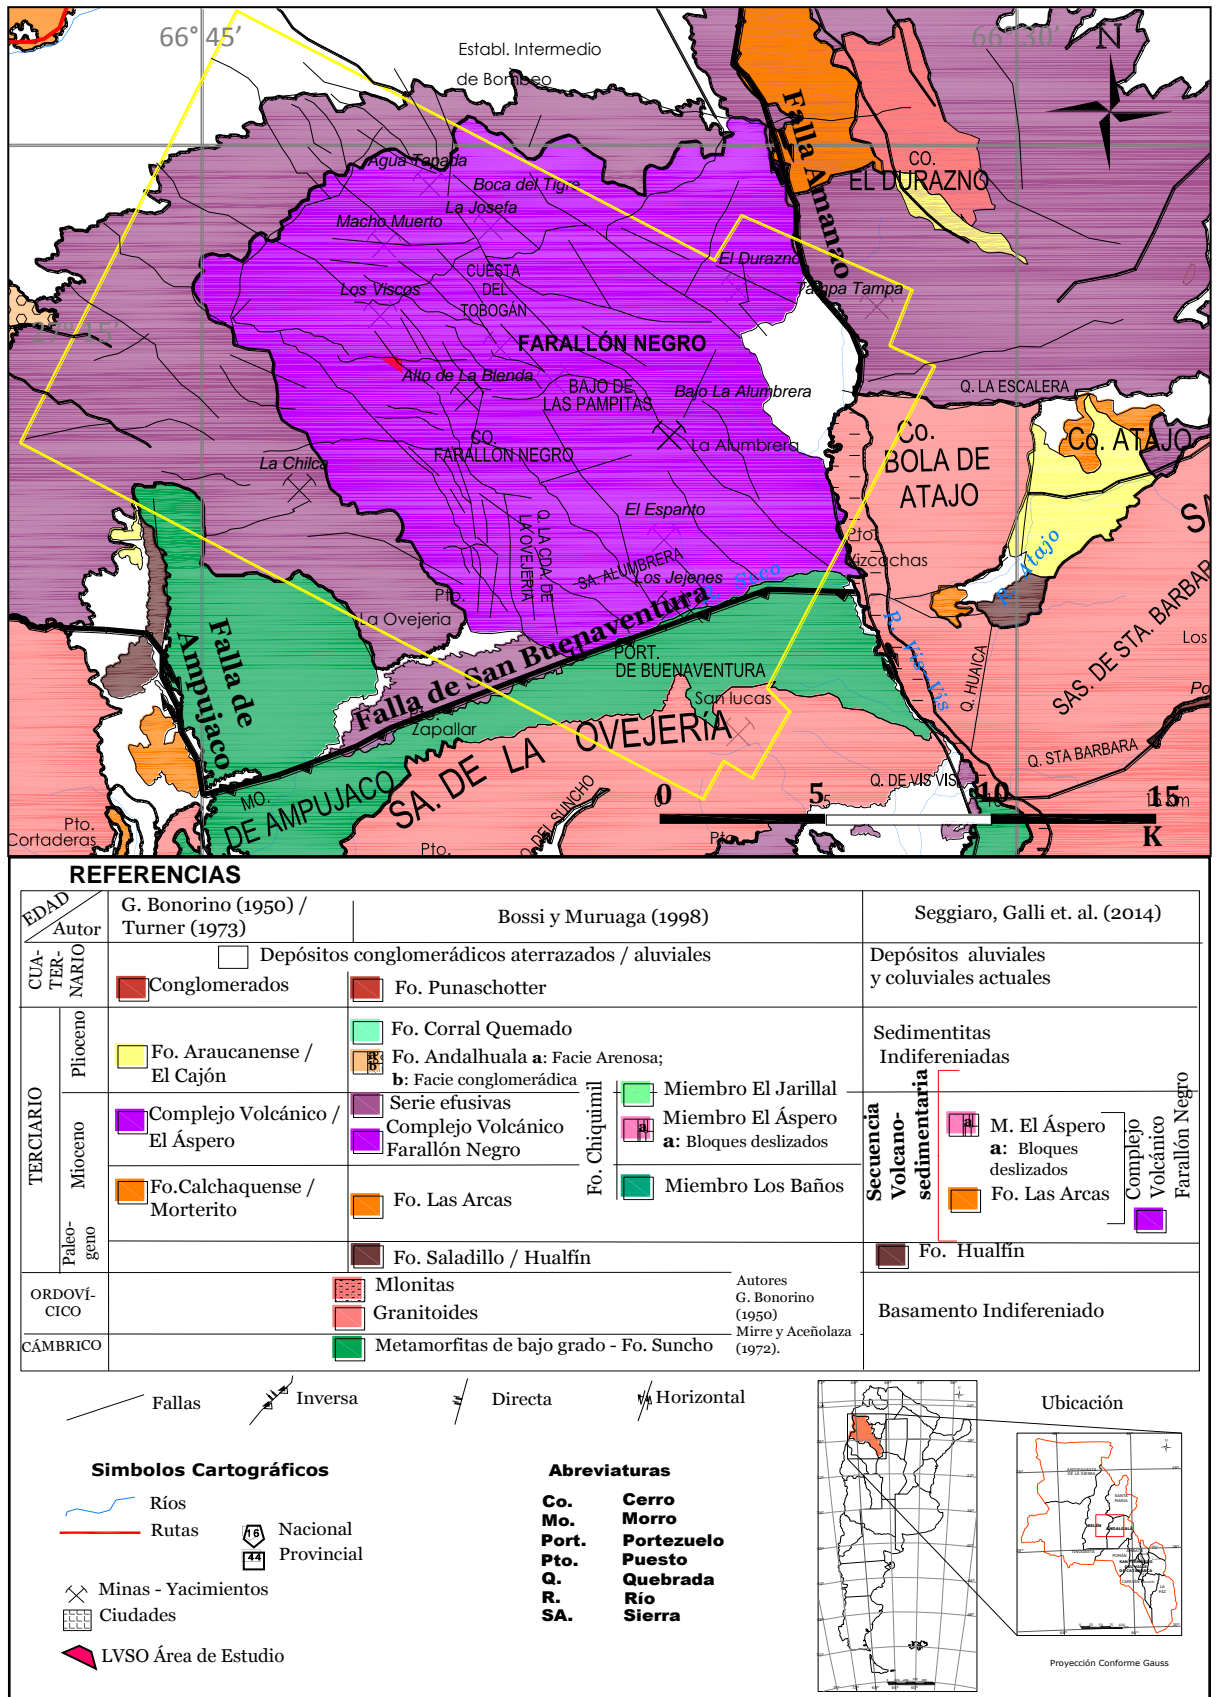 66° 45'
66° 30'
N
Establ. Intermedio
de Bombeo
Falla Amanao
Agua Tapada
Boca del Tigre
La Josefa
Macho Muerto
CO.
EL DURAZNO
El Durazno
Tampa Tampa
CUESTA
DEL
TOBOGÁN
Los Viscos
27° 15'
FARALLÓN NEGRO
Alto de La Blenda
BAJO DE
LAS PAMPITAS
Bajo La Alumbrera
Q. LA ESCALERA
CO.
FARALLÓN NEGRO
La Alumbrera
Co.
BOLA DE
ATAJO
Co. ATAJO
La Chilca
El Espanto
Q. LA CDA. DE
LA OVEJERIA
SA. ALUMBRERA
Los Jejenes
Pto.
Vizcachas
R. Atajo
Pto.
La Ovejeria
Falla de San Buenaventura
PORT.
DE BUENAVENTURA
R. Vis-Vis
Q. HUAICA
SAS. DE STA. BARBAR
Los
Falla de
Ampujaco
San lucas
Zapallar
SA. DE LA OVEJERÍA
Q. STA BARBARA
Q. DE VIS VIS
MO.
DE AMPUJACO
Pto.
Cortaderas
Pto.
Q. DEL SUNCHO
Pto.
0 5 10 15
K
REFERENCIAS
EDAD
Autor
G. Bonorino (1950) /
Turner (1973)
Bossi y Muruaga (1998)
Seggiaro, Galli et. al. (2014)
CUA-
TER-
NARIO
Depósitos conglomerádicos aterrazados / aluviales
Depósitos aluviales
y coluviales actuales
Conglomerados
Fo. Punaschotter
TERCIARIO
Plioceno
Fo. Araucanense /
El Cajón
Fo. Corral Quemado
Fo. Andalhuala a: Facie Arenosa;
b: Facie conglomerádica
a
b
Sedimentitas
Indifereniadas
Mioceno
Complejo Volcánico /
El Áspero
Serie efusivas
Complejo Volcánico
Farallón Negro
Fo. Chiquimil
Miembro El Jarillal
Miembro El Áspero
a: Bloques deslizados
a
Miembro Los Baños
Fo.Calchaquense /
Morterito
Fo. Las Arcas
Secuencia
Volcano-
sedimentaria
M. El Áspero
a: Bloques
deslizados
a
Fo. Las Arcas
Complejo
Volcánico
Farallón Negro
Paleo-
geno
Fo. Saladillo / Hualfín
Fo. Hualfín
ORDOVÍ-
CICO
Mlonitas
Granitoides
Autores
G. Bonorino
(1950)
Mirre y Aceñolaza
(1972).
Basamento Indifereniado
CÁMBRICO
Metamorfitas de bajo grado - Fo. Suncho
Fallas
Inversa
Directa
Horizontal
Ubicación
Simbolos Cartográficos
Ríos
Rutas
16
Nacional
44
Provincial
Minas - Yacimientos
Ciudades
LVSO Área de Estudio
Abreviaturas
Co. Cerro
Mo. Morro
Port. Portezuelo
Pto. Puesto
Q. Quebrada
R. Río
SA. Sierra
Proyección Conforme Gauss